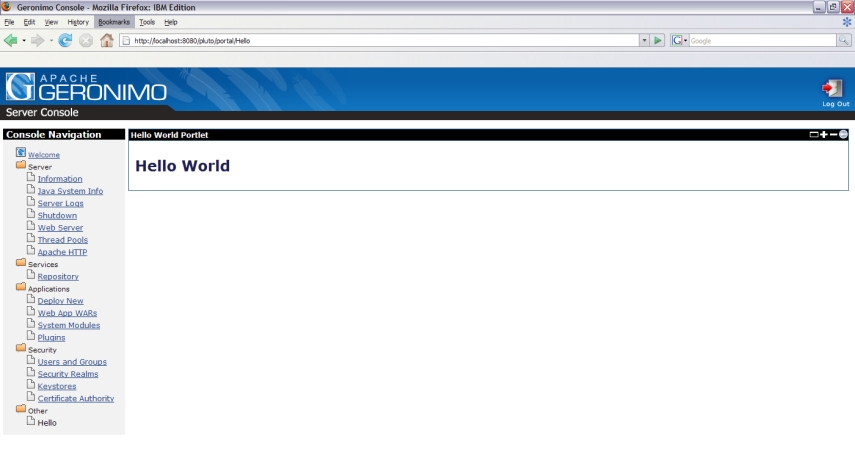 Geronimo Console - Mozilla Firefox: IBM Edition
File Edit View History Bookmarks Tools Help
http://localhost:8080/pluto/portal/Hello
G Google
APACHE
GERONIMO
Log Out
Server Console
Console Navigation
Hello World Portlet
Hello World
Welcome
Server
Information
Java System Info
Server Logs
Shutdown
Web Server
Thread Pools
Apache HTTP
Services
Repository
Applications
Deploy New
Web App WARs
System Modules
Plugins
Security
Users and Groups
Security Realms
Keystores
Certificate Authority
Other
Hello